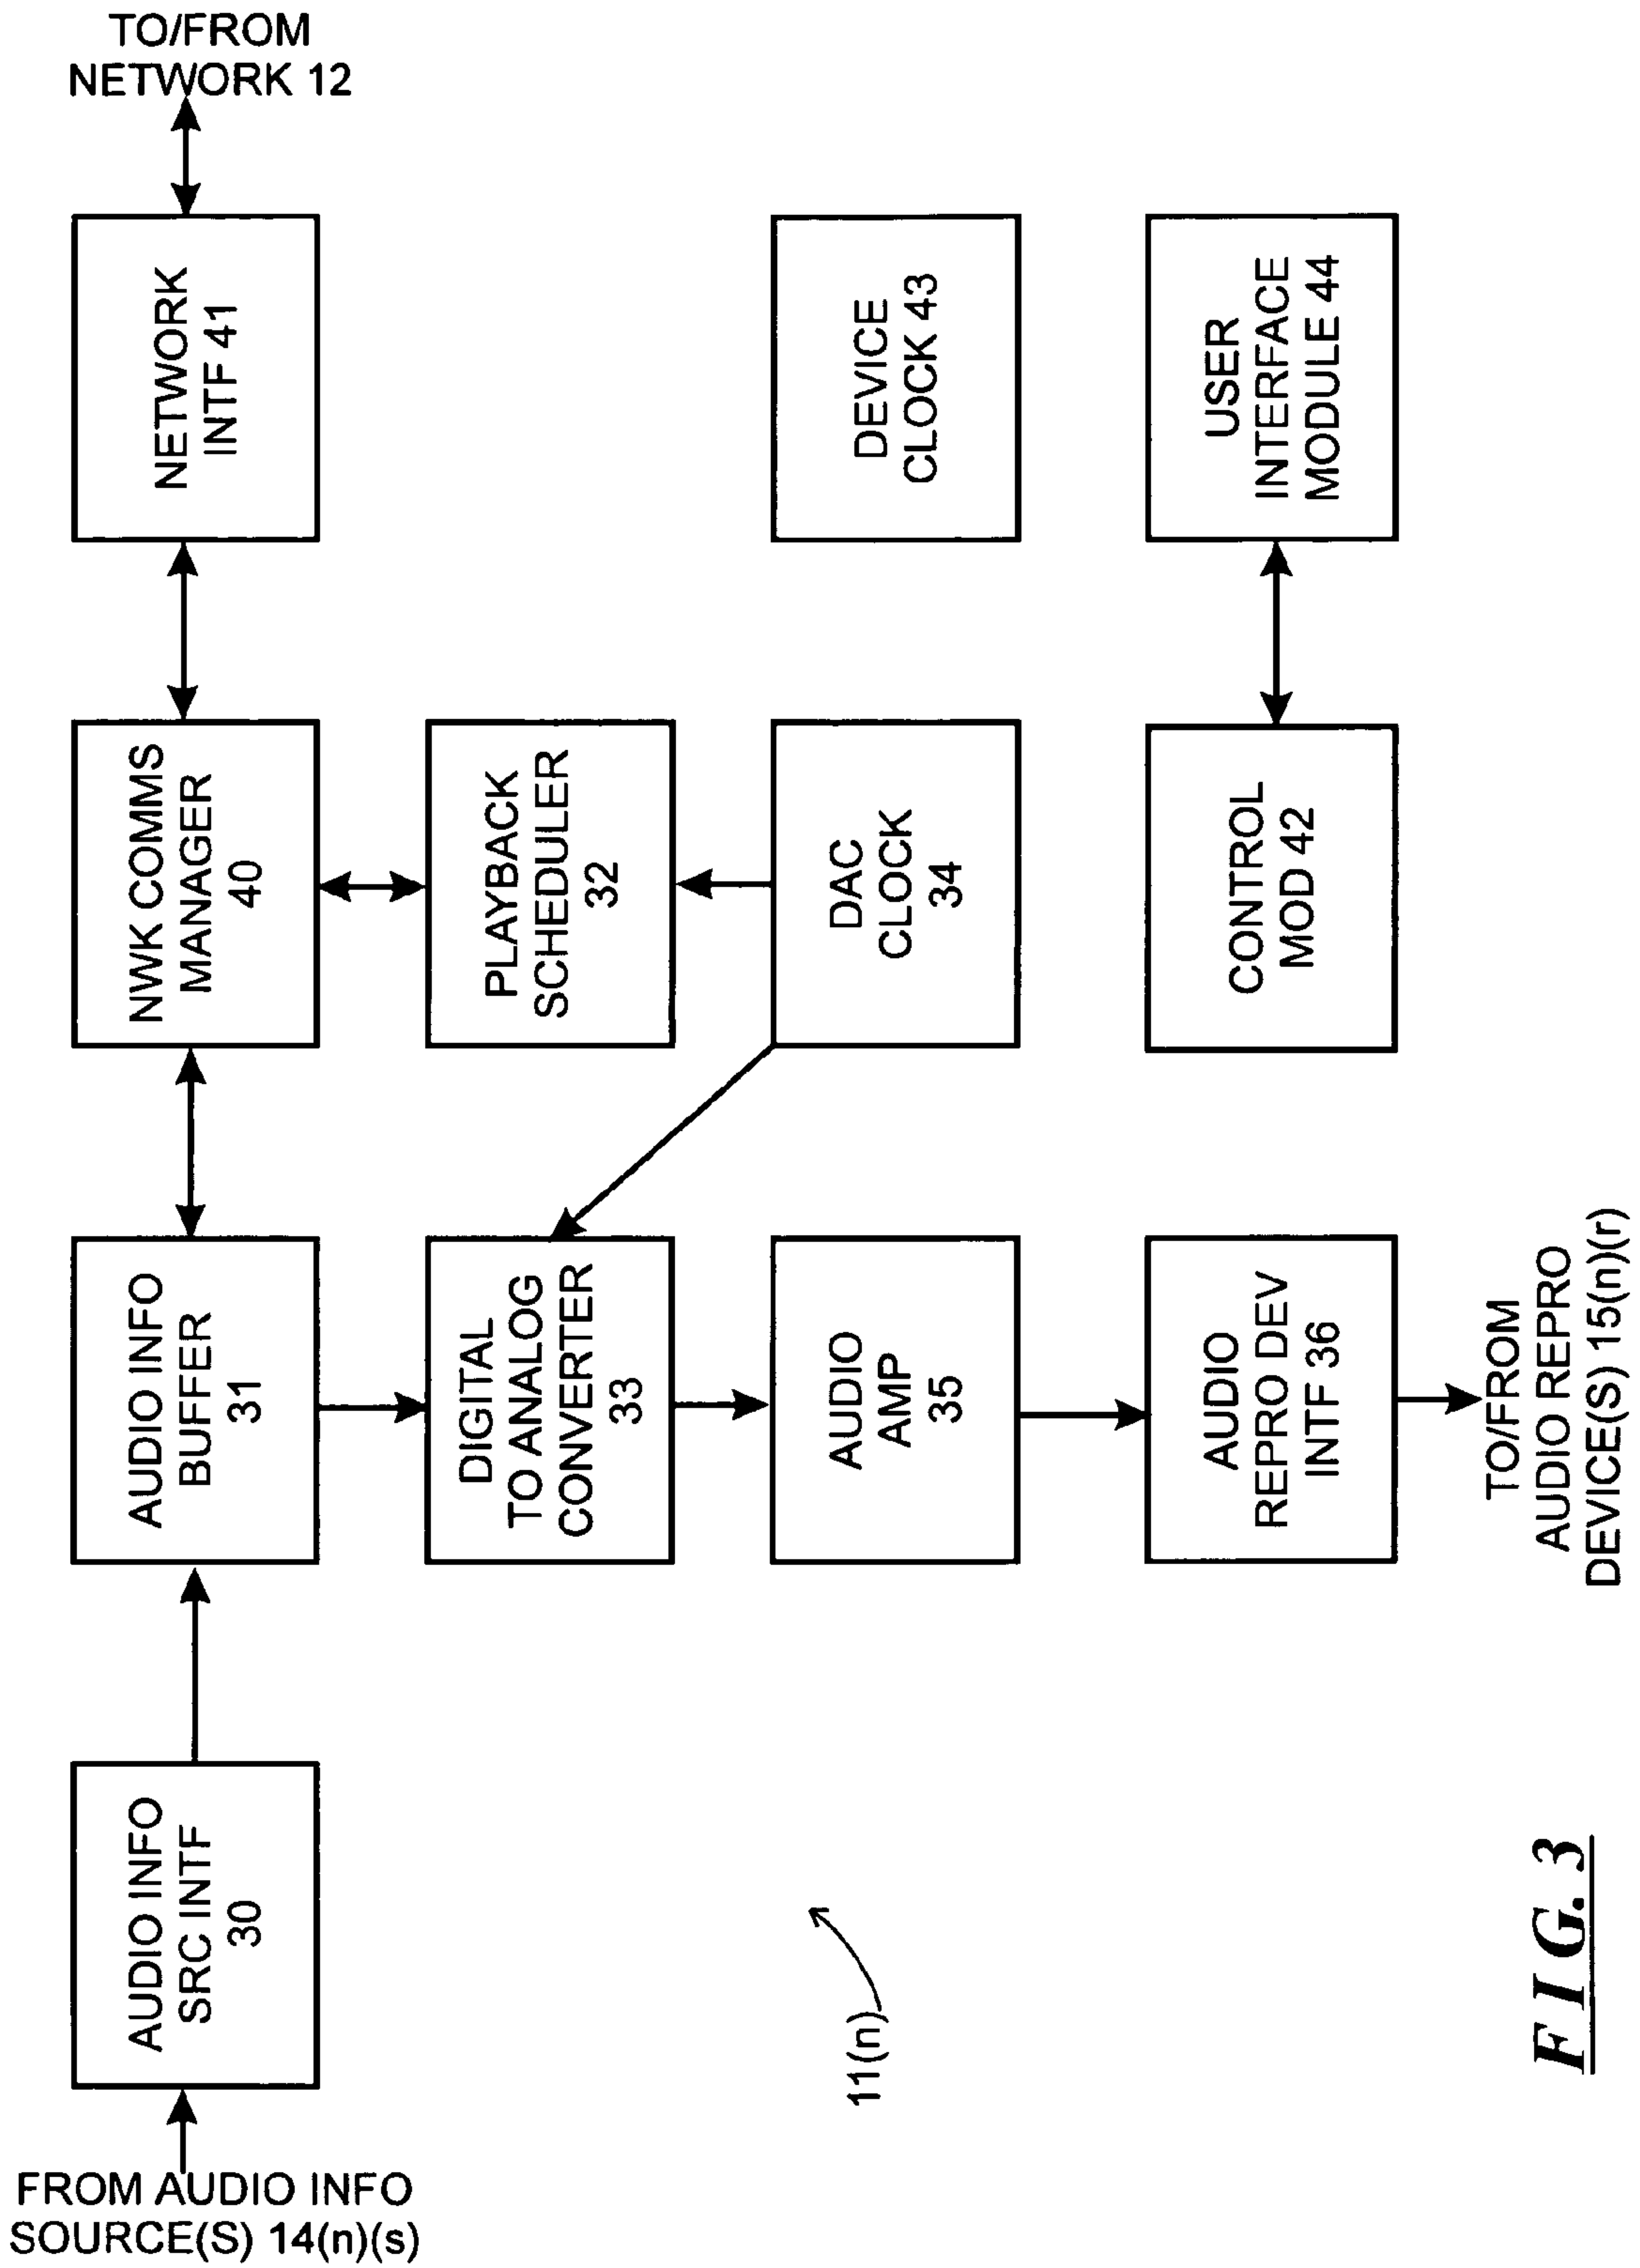 TO/FROM
NETWORK 12
NETWORK
INTF 41
DEVICE
CLOCK 43
USER
INTERFACE
MODULE 44
NWK COMMS
MANAGER
40
PLAYBACK
SCHEDULER
32
DAC
CLOCK
34
CONTROL
MOD 42
AUDIO INFO
BUFFER
31
DIGITAL
TO ANALOG
CONVERTER
33
AUDIO
AMP
35
AUDIO
REPRO DEV
INTF 36
TO/FROM
AUDIO REPRO
DEVICE(S) 15(n)(r)
AUDIO INFO
SRC INTF
30
11(n)
FROM AUDIO INFO
SOURCE(S) 14(n)(s)
FIG. 3